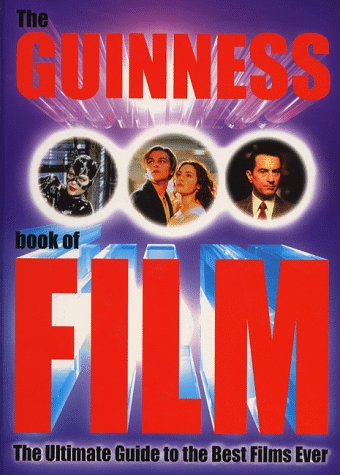 The
GUINNESS
book of
FILM
The Ultimate Guide to the Best Films Ever